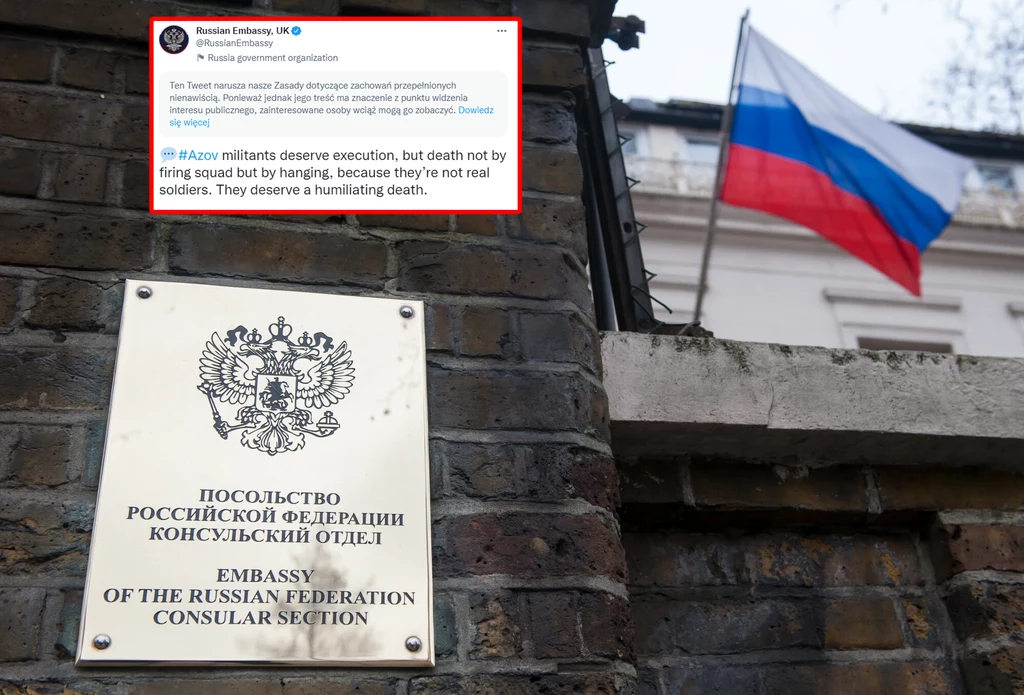 Russian Embassy, UK
@RussianEmbassy
Russia government organization
Ten Tweet narusza nasze Zasady dotyczące zachowań przepełnionych
nienawiścią. Ponieważ jednak jego treść ma znaczenie z punktu widzenia
interesu publicznego, zainteresowane osoby wciąż mogą go zobaczyć. Dowiedz
się więcej
#Azov militants deserve execution, but death not by
firing squad but by hanging, because they're not real
soldiers. They deserve a humiliating death.
ПОСОЛЬСТВО
РОССИЙСКОЙ ФЕДЕРАЦИИ
КОНСУЛЬСКИЙ ОТДЕЛ
EMBASSY
OF THE RUSSIAN FEDERATION
CONSULAR SECTION